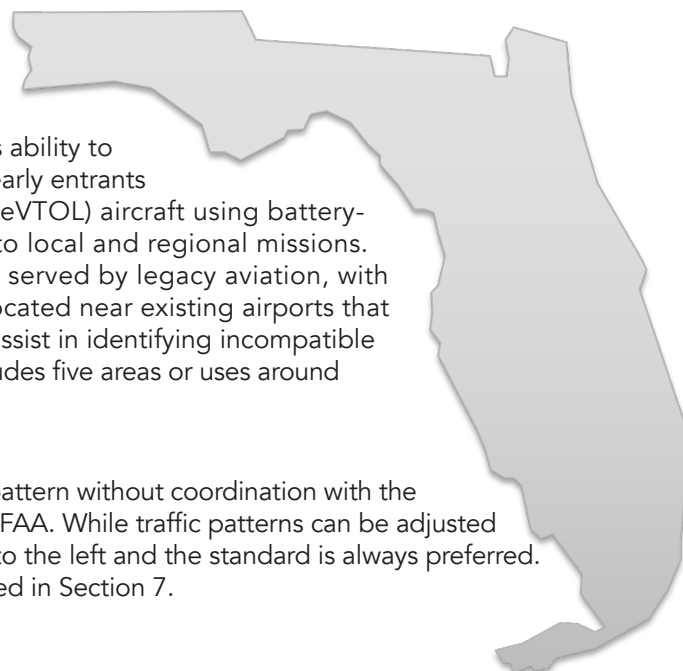 s ability to
early entrants
eVTOL) aircraft using battery-
to local and regional missions.
served by legacy aviation, with
ocated near existing airports that
ssist in identifying incompatible
udes five areas or uses around
pattern without coordination with the
FAA. While traffic patterns can be adjusted
to the left and the standard is always preferred.
ed in Section 7.